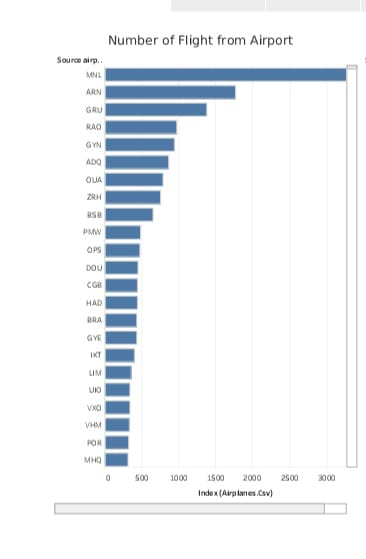 Number of Flight from Airport
Source airp..
MNL
ARN
GRU
RAO
GYN
ADQ
OUA
ZRH
BSB
PMW
OPS
DOU
CGB
HAD
BRA
GYE
IKT
LIM
UIO
VXO
VHM
POR
MHQ
0 500 1000 1500 2000 2500 3000
Index (Airplanes.Csv)